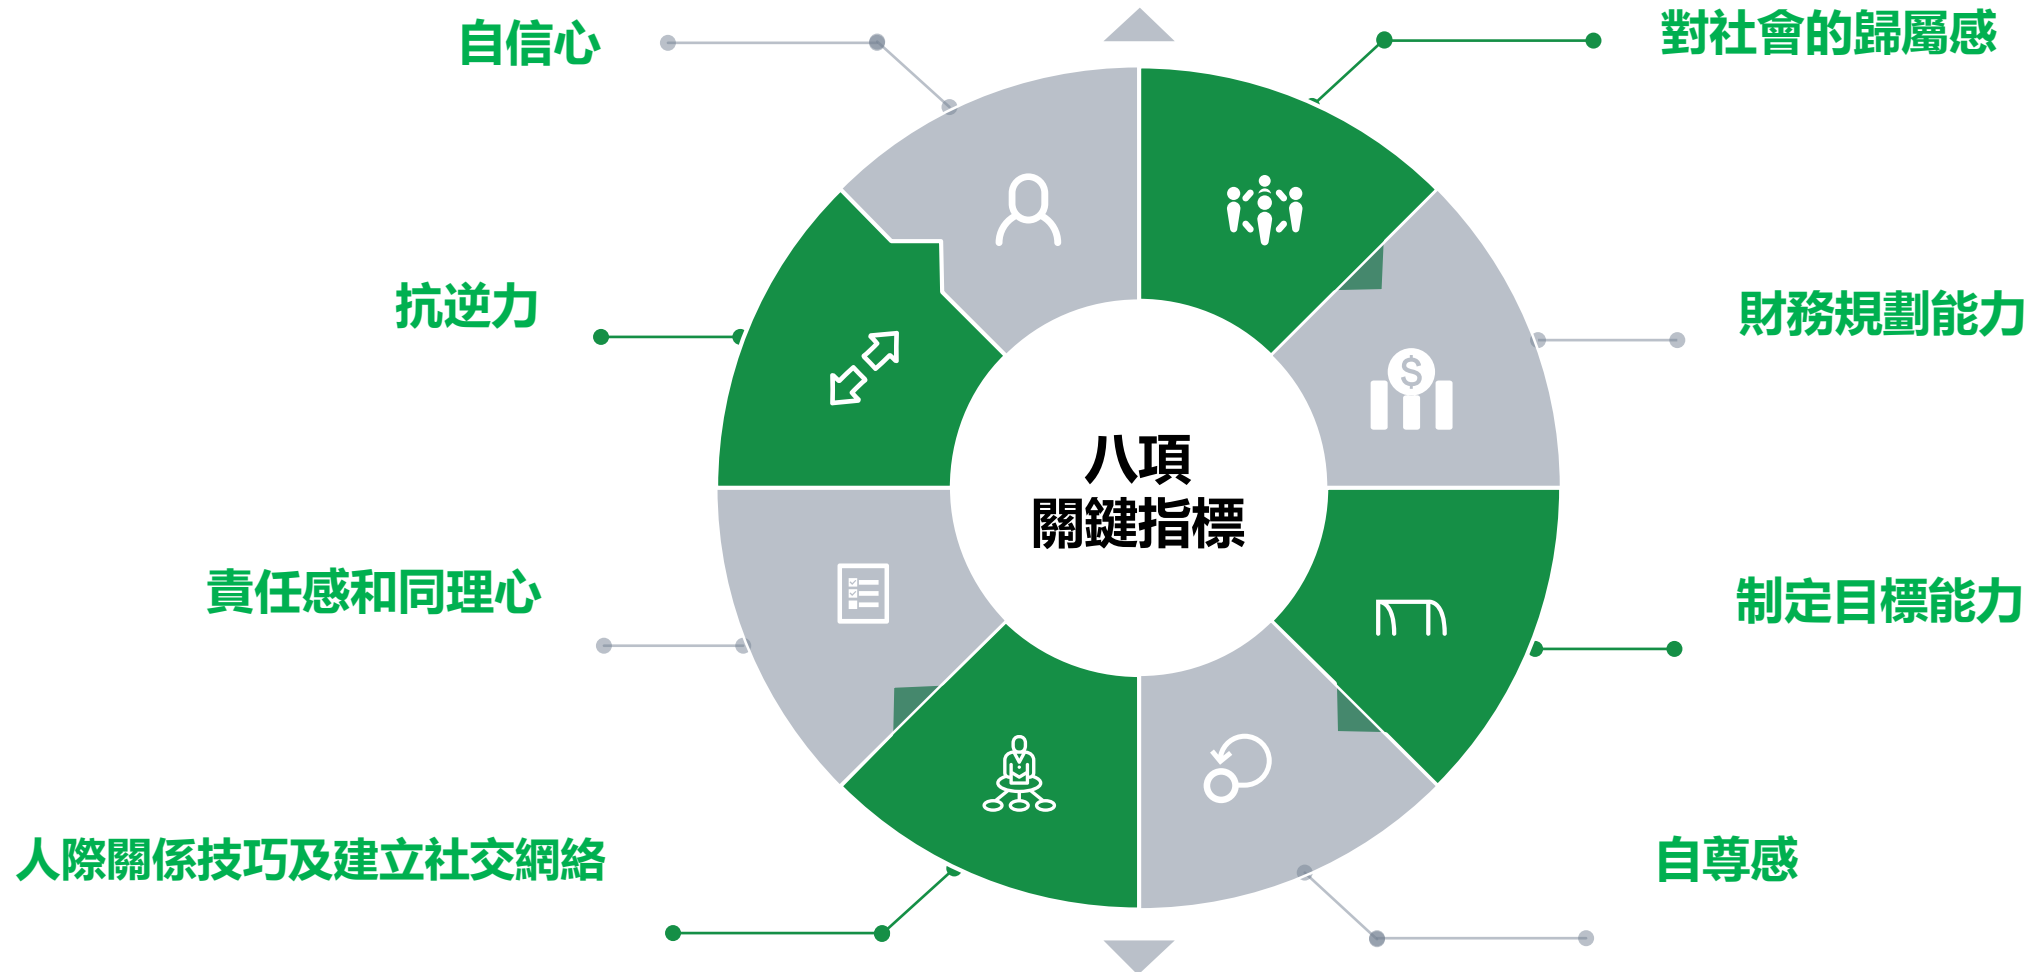 自信心
對社會的歸屬感
抗逆力
財務規劃能力
八項
關鍵指標
$
責任感和同理心
制定目標能力
人際關係技巧及建立社交網絡
自尊感